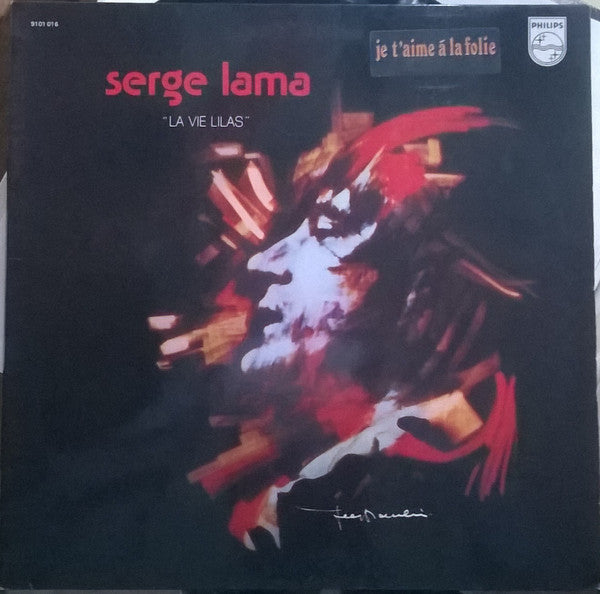 9101 016
je t'aime á la folie
PHILIPS
serge lama
"LA VIE LILAS"